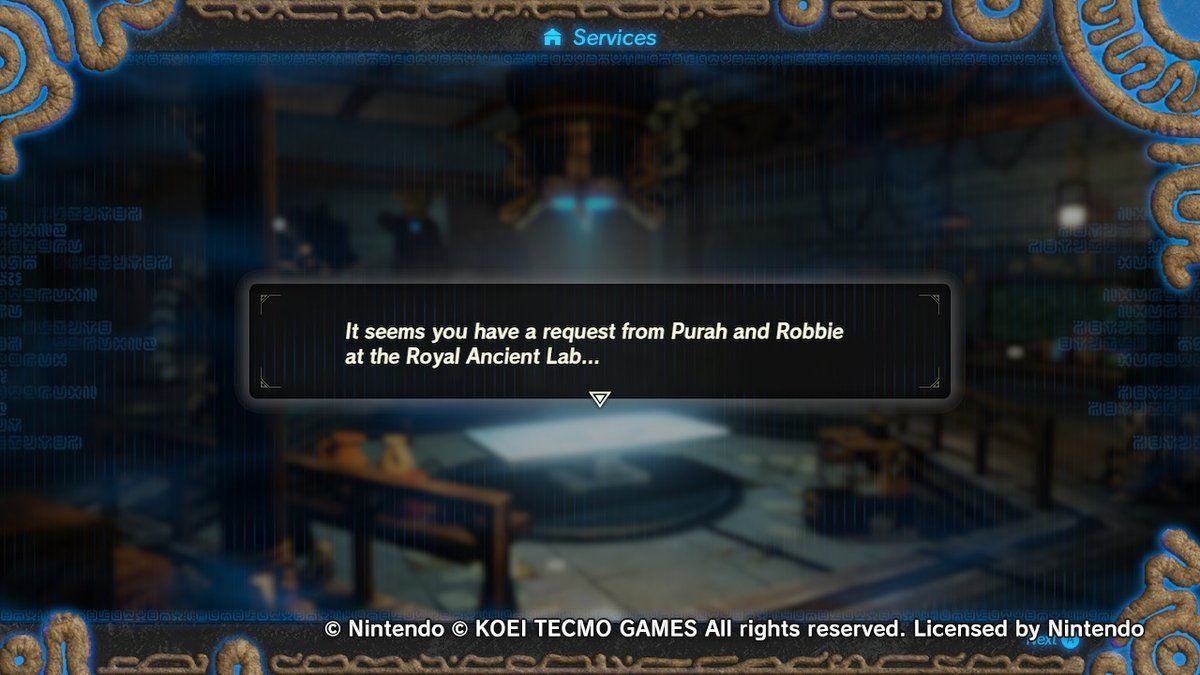 Services
It seems you have a request from Purah and Robbie
at the Royal Ancient Lab...
© Nintendo © KOEI TECMO GAMES All rights reserved. Licensed by Nintendo
Next